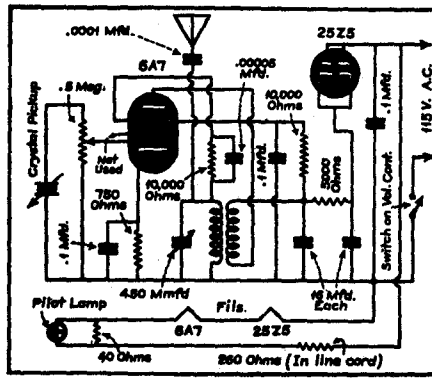 .0001 Mfd.
25Z5
6A7
.00005
Mfd.
.5 Meg.
10,000
Ohms
.1 Mfd.
115 V. A.C.
Crystal Pickup
Not
Used
750
Ohms
10,000
Ohms
.1 Mfd.
5000
Ohms
Switch on Vol. Cont.
.1 Mfd.
450 Mmfd
16 Mfd.
Each
Pilot Lamp
Fils.
6A7
25Z5
40 Ohms
260 Ohms (In line cord)